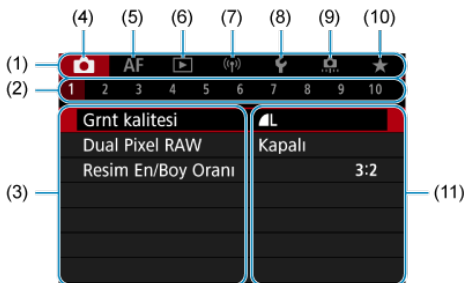 (4) (5) (6) (7) (8) (9) (10)
(1) AF
(2) 1 2 3 4 5 6 7 8 9 10
Grnt kalitesi L
Dual Pixel RAW Kapalı
Resim En/Boy Oranı 3:2
(3) (11)